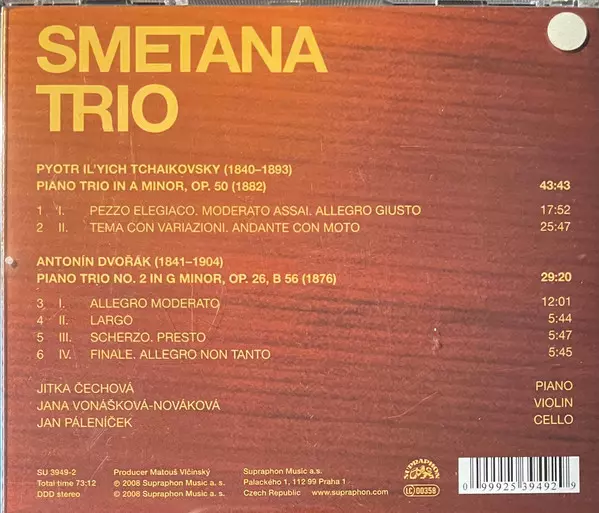 SMETANA
TRIO
PYOTR IL'YICH TCHAIKOVSKY (1840–1893)
PIANO TRIO IN A MINOR, OP. 50 (1882) 43:43
1 I. PEZZO ELEGIACO. MODERATO ASSAI. ALLEGRO GIUSTO 17:52
2 II. TEMA CON VARIAZIONI. ANDANTE CON MOTO 25:47
ANTONÍN DVOŘÁK (1841–1904)
PIANO TRIO NO. 2 IN G MINOR, OP. 26, B 56 (1876) 29:20
3 I. ALLEGRO MODERATO 12:01
4 II. LARGO 5:44
5 III. SCHERZO. PRESTO 5:47
6 IV. FINALE. ALLEGRO NON TANTO 5:45
JITKA ČECHOVÁ PIANO
JANA VONÁŠKOVÁ-NOVÁKOVÁ VIOLIN
JAN PÁLENÍČEK CELLO
SU 3949-2 Producer Matouš Vlčinský Supraphon Music a.s.
Total time 73:12 ℗ 2008 Supraphon Music a. s. Palackého 1, 112 99 Praha 1
DDD stereo © 2008 Supraphon Music a. s. Czech Republic www.supraphon.com
SUPRAPHON
LC 00358
0 99925 39492 9